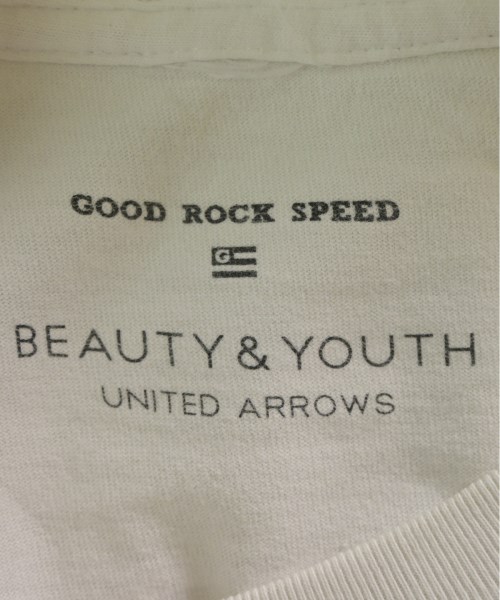 GOOD ROCK SPEED
G
BEAUTY & YOUTH
UNITED ARROWS